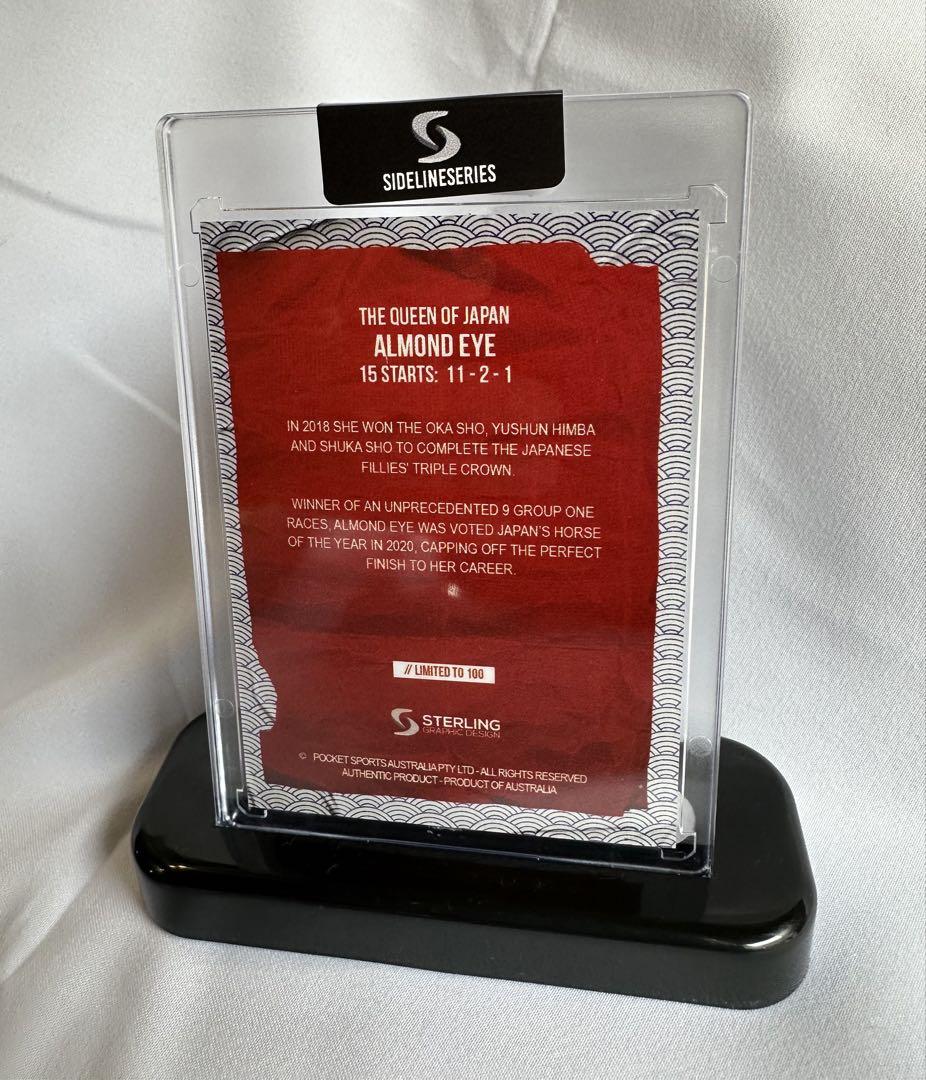 SIDELINESERIES
THE QUEEN OF JAPAN
ALMOND EYE
15 STARTS: 11 - 2 - 1
IN 2018 SHE WON THE OKA SHO, YUSHUN HIMBA
AND SHUKA SHO TO COMPLETE THE JAPANESE
FILLIES' TRIPLE CROWN.
WINNER OF AN UNPRECEDENTED 9 GROUP ONE
RACES, ALMOND EYE WAS VOTED JAPAN'S HORSE
OF THE YEAR IN 2020, CAPPING OFF THE PERFECT
FINISH TO HER CAREER.
// LIMITED TO 100
STERLING
GRAPHIC DESIGN
© POCKET SPORTS AUSTRALIA PTY LTD - ALL RIGHTS RESERVED
AUTHENTIC PRODUCT - PRODUCT OF AUSTRALIA